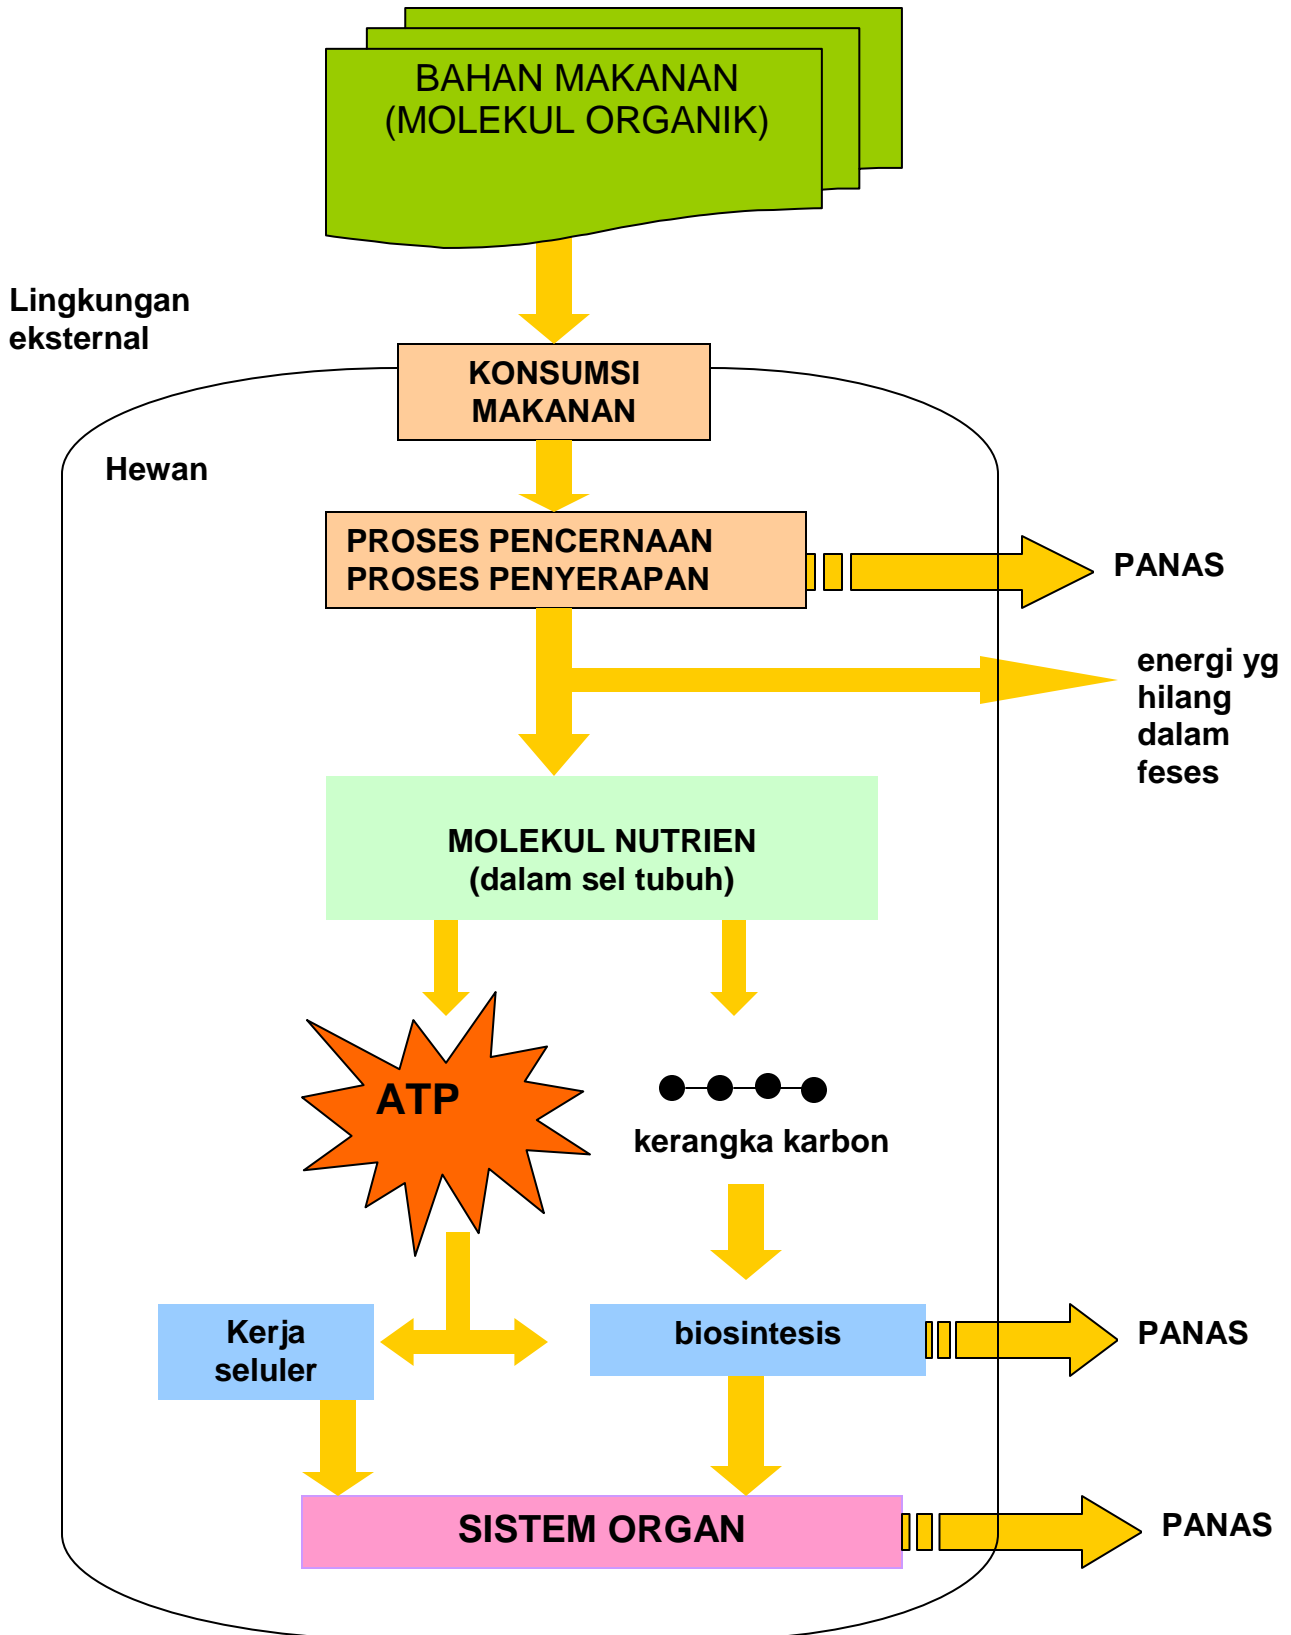 BAHAN MAKANAN
(MOLEKUL ORGANIK)
Lingkungan
eksternal
KONSUMSI
MAKANAN
Hewan
PROSES PENCERNAAN
PROSES PENYERAPAN
PANAS
energi yg
hilang
dalam
feses
MOLEKUL NUTRIEN
(dalam sel tubuh)
ATP
kerangka karbon
Kerja
seluler
biosintesis
PANAS
SISTEM ORGAN
PANAS